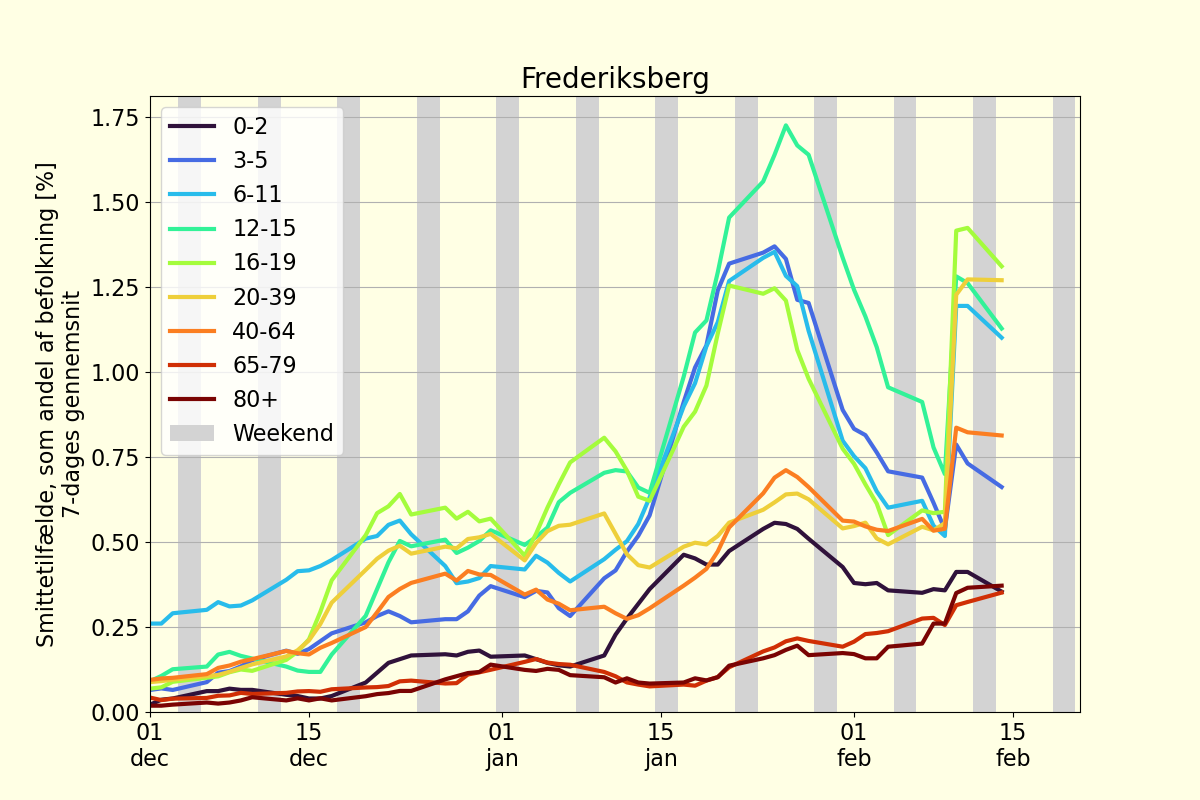 Frederiksberg
Smittetilfælde, som andel af befolkning [%]
7-dages gennemsnit
1.75
1.50
1.25
1.00
0.75
0.50
0.25
0.00
0-2
3-5
6-11
12-15
16-19
20-39
40-64
65-79
80+
Weekend
01
dec
15
dec
01
jan
15
jan
01
feb
15
feb